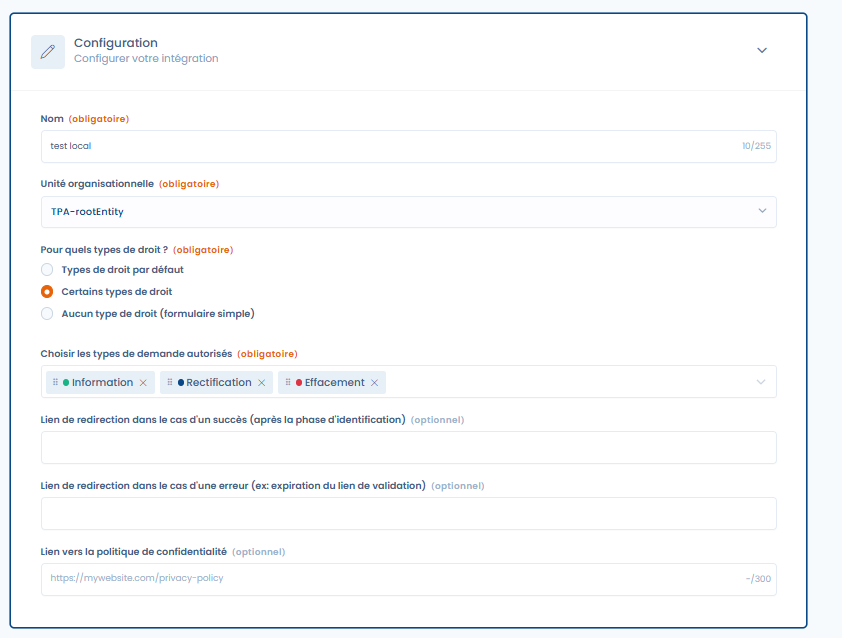 Configuration
Configurer votre intégration
Nom (obligatoire)
test local 10/255
Unité organisationnelle (obligatoire)
TPA-rootEntity
Pour quels types de droit ? (obligatoire)
Types de droit par défaut
Certains types de droit
Aucun type de droit (formulaire simple)
Choisir les types de demande autorisés (obligatoire)
Information Rectification Effacement
Lien de redirection dans le cas d'un succès (après la phase d'identification) (optionnel)
Lien de redirection dans le cas d'une erreur (ex: expiration du lien de validation) (optionnel)
Lien vers la politique de confidentialité (optionnel)
https://mywebsite.com/privacy-policy -/300